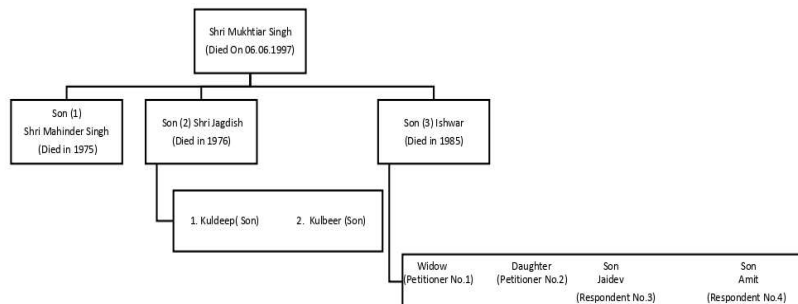 Shri Mukhtiar Singh
(Died On 06.06.1997)
Son (1)
Shri Mahinder Singh
(Died in 1975)
Son (2) Shri Jagdish
(Died in 1976)
Son (3) Ishwar
(Died in 1985)
1. Kuldeep( Son) 2. Kulbeer (Son)
Widow
(Petitioner No.1)
Daughter
(Petitioner No.2)
Son
Jaidev
(Respondent No.3)
Son
Amit
(Respondent No.4)